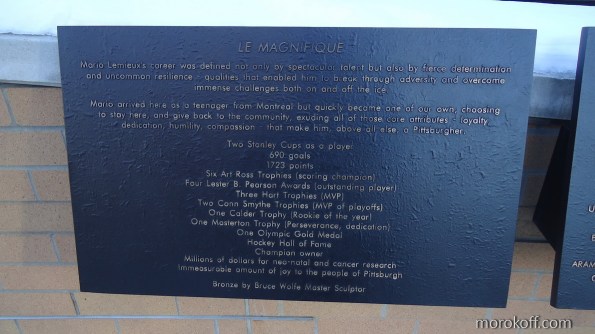 LE MAGNIFIQUE
Mario Lemieux's career was defined not only by spectacular talent but also by fierce determination
and uncommon resilience - qualities that enabled him to break through adversity and overcome
immense challenges both on and off the ice.
Mario arrived here as a teenager from Montreal but quickly became one of our own, choosing
to stay here, and give back to the community, exuding all of those core attributes - loyalty,
dedication, humility, compassion - that make him, above all else, a Pittsburgher.
Two Stanley Cups as a player
690 goals
1723 points
Six Art Ross Trophies (scoring champion)
Four Lester B. Pearson Awards (outstanding player)
Three Hart Trophies (MVP)
Two Conn Smythe Trophies (MVP of playoffs)
One Calder Trophy (Rookie of the year)
One Masterton Trophy (Perseverance, dedication)
One Olympic Gold Medal
Hockey Hall of Fame
Champion owner
Millions of dollars for neo-natal and cancer research
Immeasurable amount of joy to the people of Pittsburgh
Bronze by Bruce Wolfe Master Sculptor
ARAM
morokoff.com